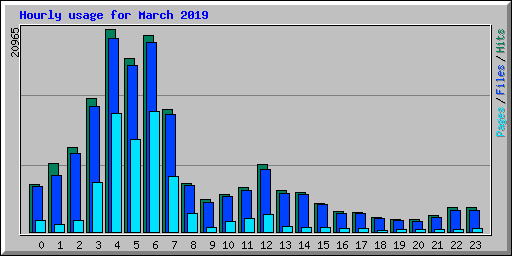 Hourly usage for March 2019
20965
Pages/Files/Hits
0 1 2 3 4 5 6 7 8 9 10 11 12 13 14 15 16 17 18 19 20 21 22 23